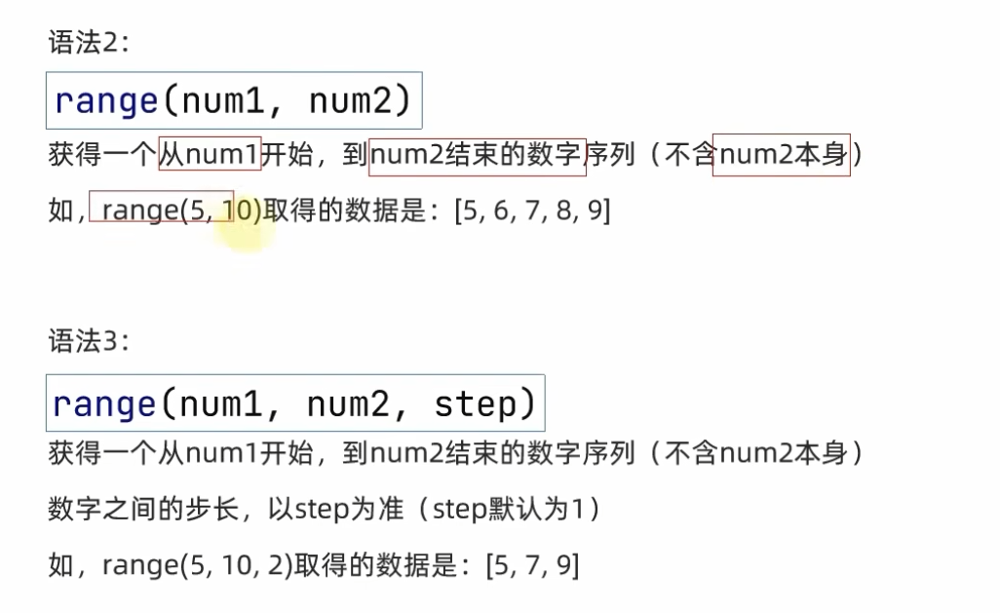 语法2：
range(num1, num2)
获得一个从num1开始，到num2结束的数字序列（不含num2本身）
如，range(5, 10)取得的数据是：[5, 6, 7, 8, 9]
语法3：
range(num1, num2, step)
获得一个从num1开始，到num2结束的数字序列（不含num2本身）
数字之间的步长，以step为准（step默认为1）
如，range(5, 10, 2)取得的数据是：[5, 7, 9]